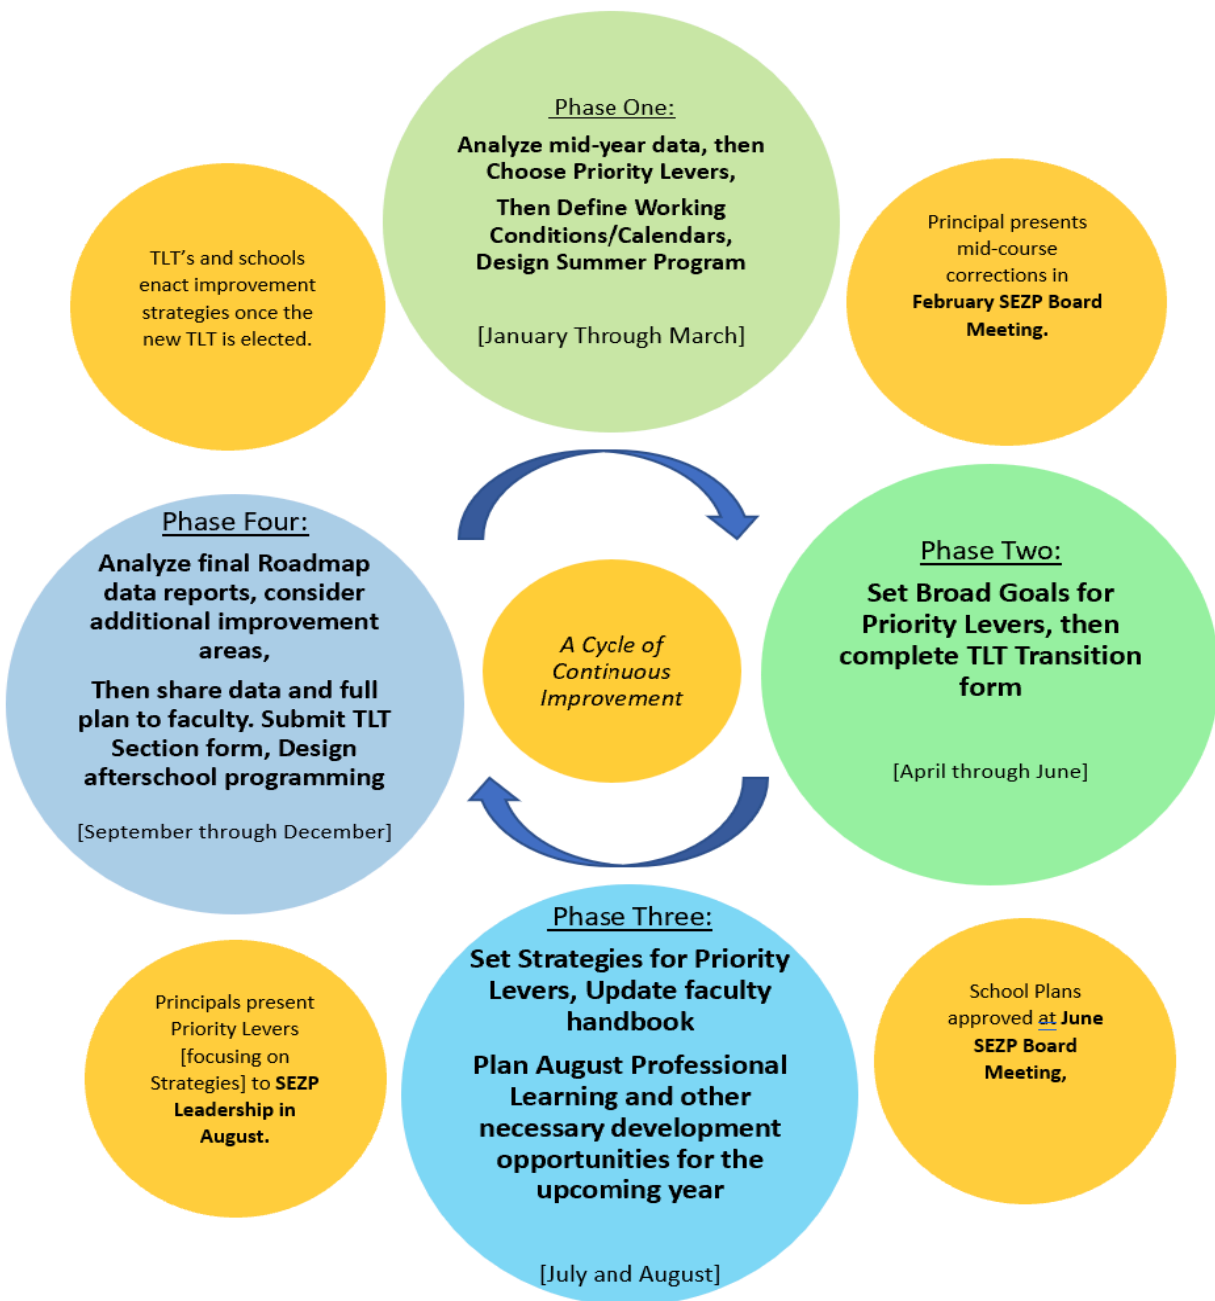 Phase One:
Analyze mid-year data, then
Choose Priority Levers,
Then Define Working
Conditions/Calendars,
Design Summer Program
[January Through March]
Principal presents
mid-course
corrections in
February SEZP Board
Meeting.
TLT's and schools
enact improvement
strategies once the
new TLT is elected.
Phase Two:
Set Broad Goals for
Priority Levers, then
complete TLT Transition
form
[April through June]
A Cycle of
Continuous
Improvement
Phase Four:
Analyze final Roadmap
data reports, consider
additional improvement
areas,
Then share data and full
plan to faculty. Submit TLT
Section form, Design
afterschool programming
[September through December]
School Plans
approved at June
SEZP Board
Meeting,
Phase Three:
Set Strategies for Priority
Levers, Update faculty
handbook
Plan August Professional
Learning and other
necessary development
opportunities for the
upcoming year
[July and August]
Principals present
Priority Levers
[focusing on
Strategies] to SEZP
Leadership in
August.